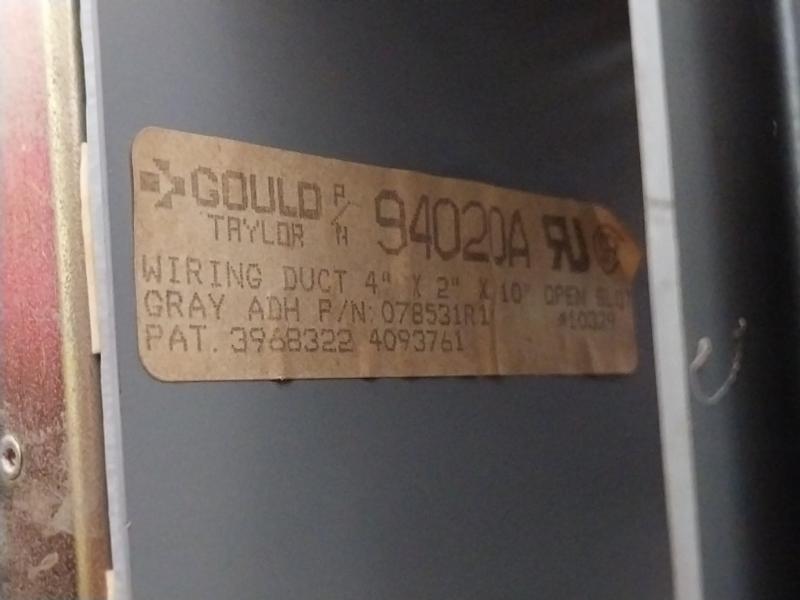 GOULD P/N 94020A
TAYLOR
WIRING DUCT 4" X 2" X 10' OPEN SLOT
GRAY ADH P/N:078531R1 #10329
PAT. 3968322 4093761